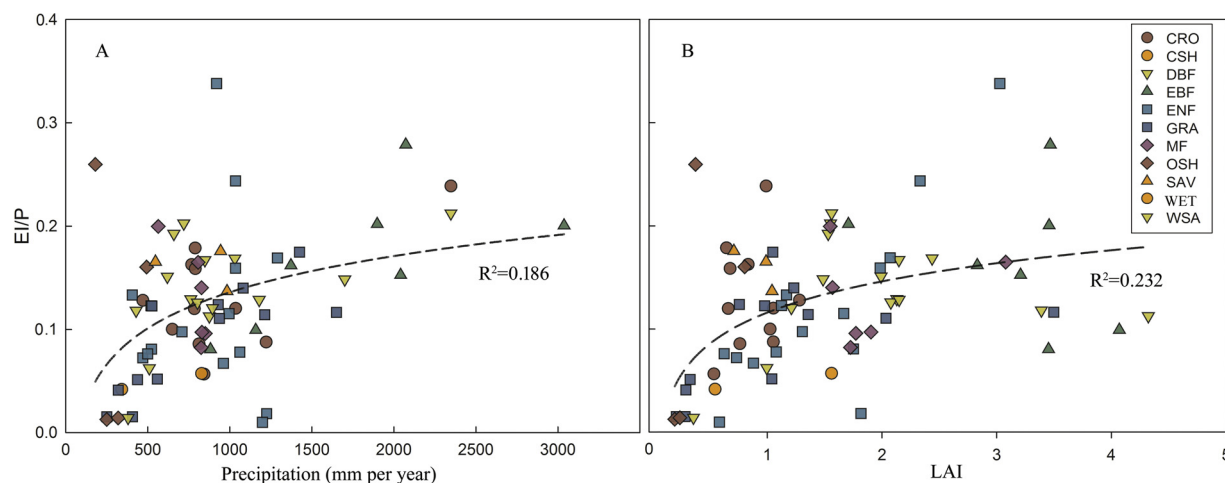 A
EI/P
0.4
0.3
0.2
0.1
0.0
R²=0.186
0
500
1000
1500
2000
2500
3000
Precipitation (mm per year)
B
CRO
CSH
DBF
EBF
ENF
GRA
MF
OSH
SAV
WET
WSA
R²=0.232
0
1
2
3
4
5
LAI